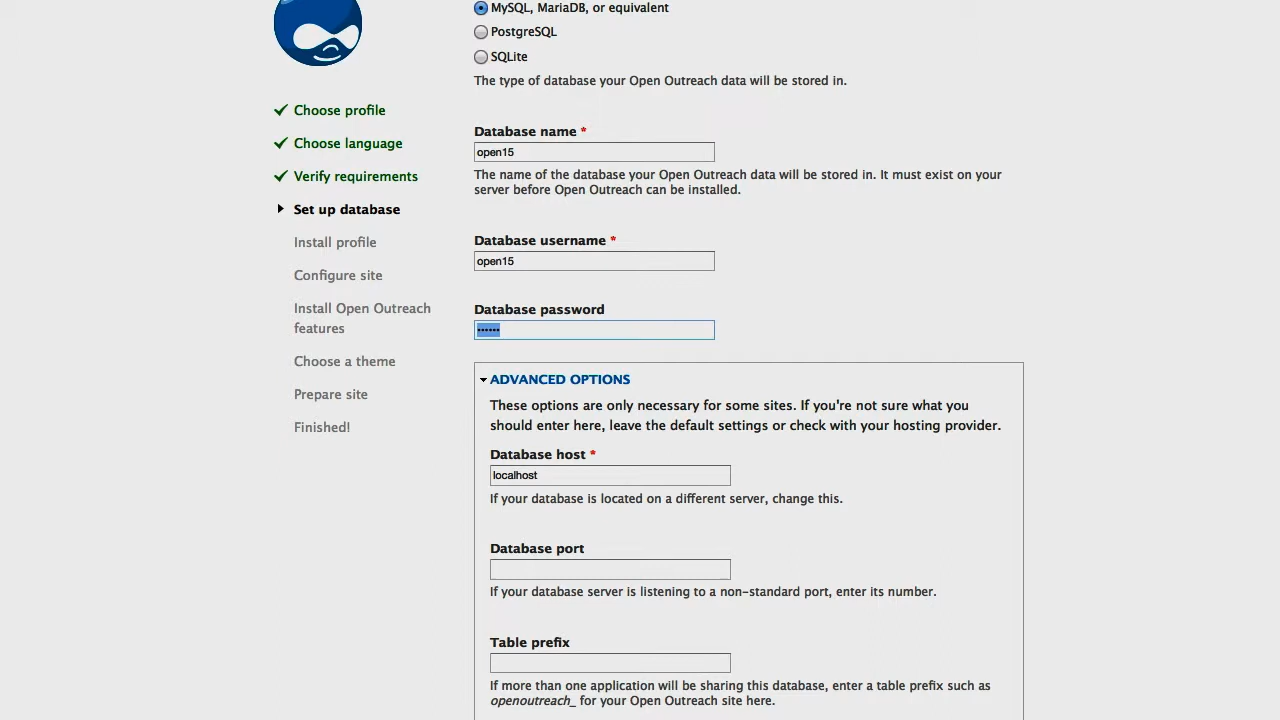 MySQL, MariaDB, or equivalent
PostgreSQL
SQLite
The type of database your Open Outreach data will be stored in.
Choose profile
Choose language
Verify requirements
Set up database
Install profile
Configure site
Install Open Outreach
features
Choose a theme
Prepare site
Finished!
Database name *
open15
The name of the database your Open Outreach data will be stored in. It must exist on your
server before Open Outreach can be installed.
Database username *
open15
Database password
••••••
ADVANCED OPTIONS
These options are only necessary for some sites. If you're not sure what you
should enter here, leave the default settings or check with your hosting provider.
Database host *
localhost
If your database is located on a different server, change this.
Database port
If your database server is listening to a non-standard port, enter its number.
Table prefix
If more than one application will be sharing this database, enter a table prefix such as
openoutreach_ for your Open Outreach site here.